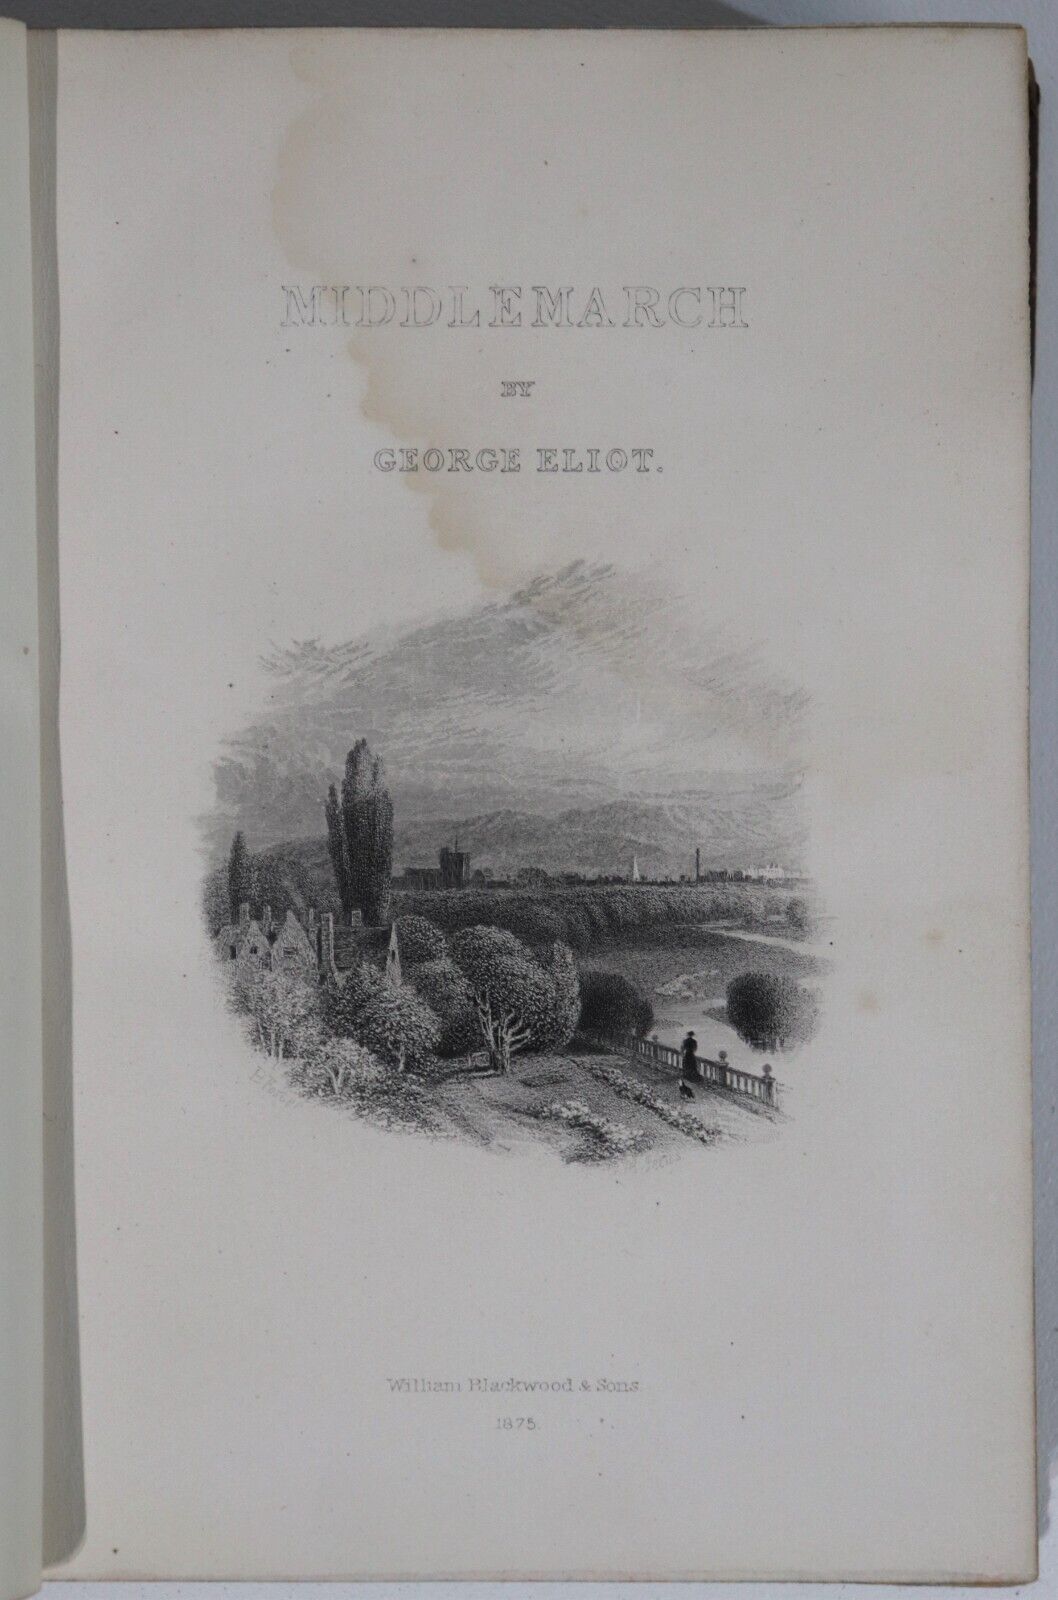 MIDDLEMARCH
BY
GEORGE ELIOT.
William Blackwood & Sons.
1875.